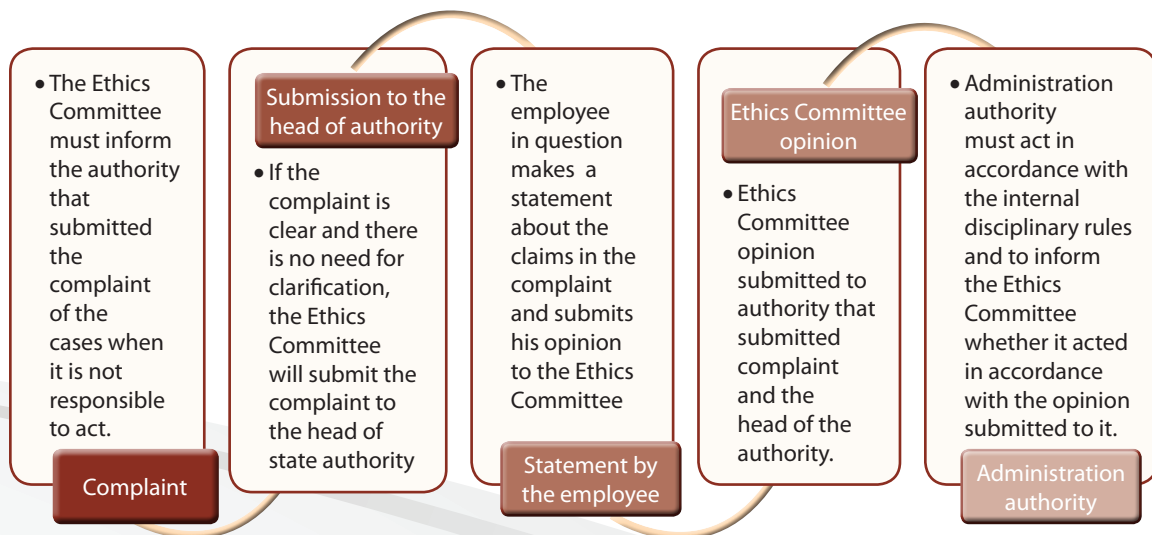 • The Ethics
Committee
must inform
the authority
that
submitted
the
complaint
of the
cases when
it is not
responsible
to act.
Complaint
Submission to the
head of authority
• If the
complaint is
clear and there
is no need for
clarification,
the Ethics
Committee
will submit the
complaint to
the head of
state authority
• The
employee
in question
makes a
statement
about the
claims in the
complaint
and submits
his opinion
to the Ethics
Committee
Statement by
the employee
Ethics Committee
opinion
• Ethics
Committee
opinion
submitted to
authority that
submitted
complaint
and the
head of the
authority.
• Administration
authority
must act in
accordance with
the internal
disciplinary rules
and to inform
the Ethics
Committee
whether it acted
in accordance
with the opinion
submitted to it.
Administration
authority